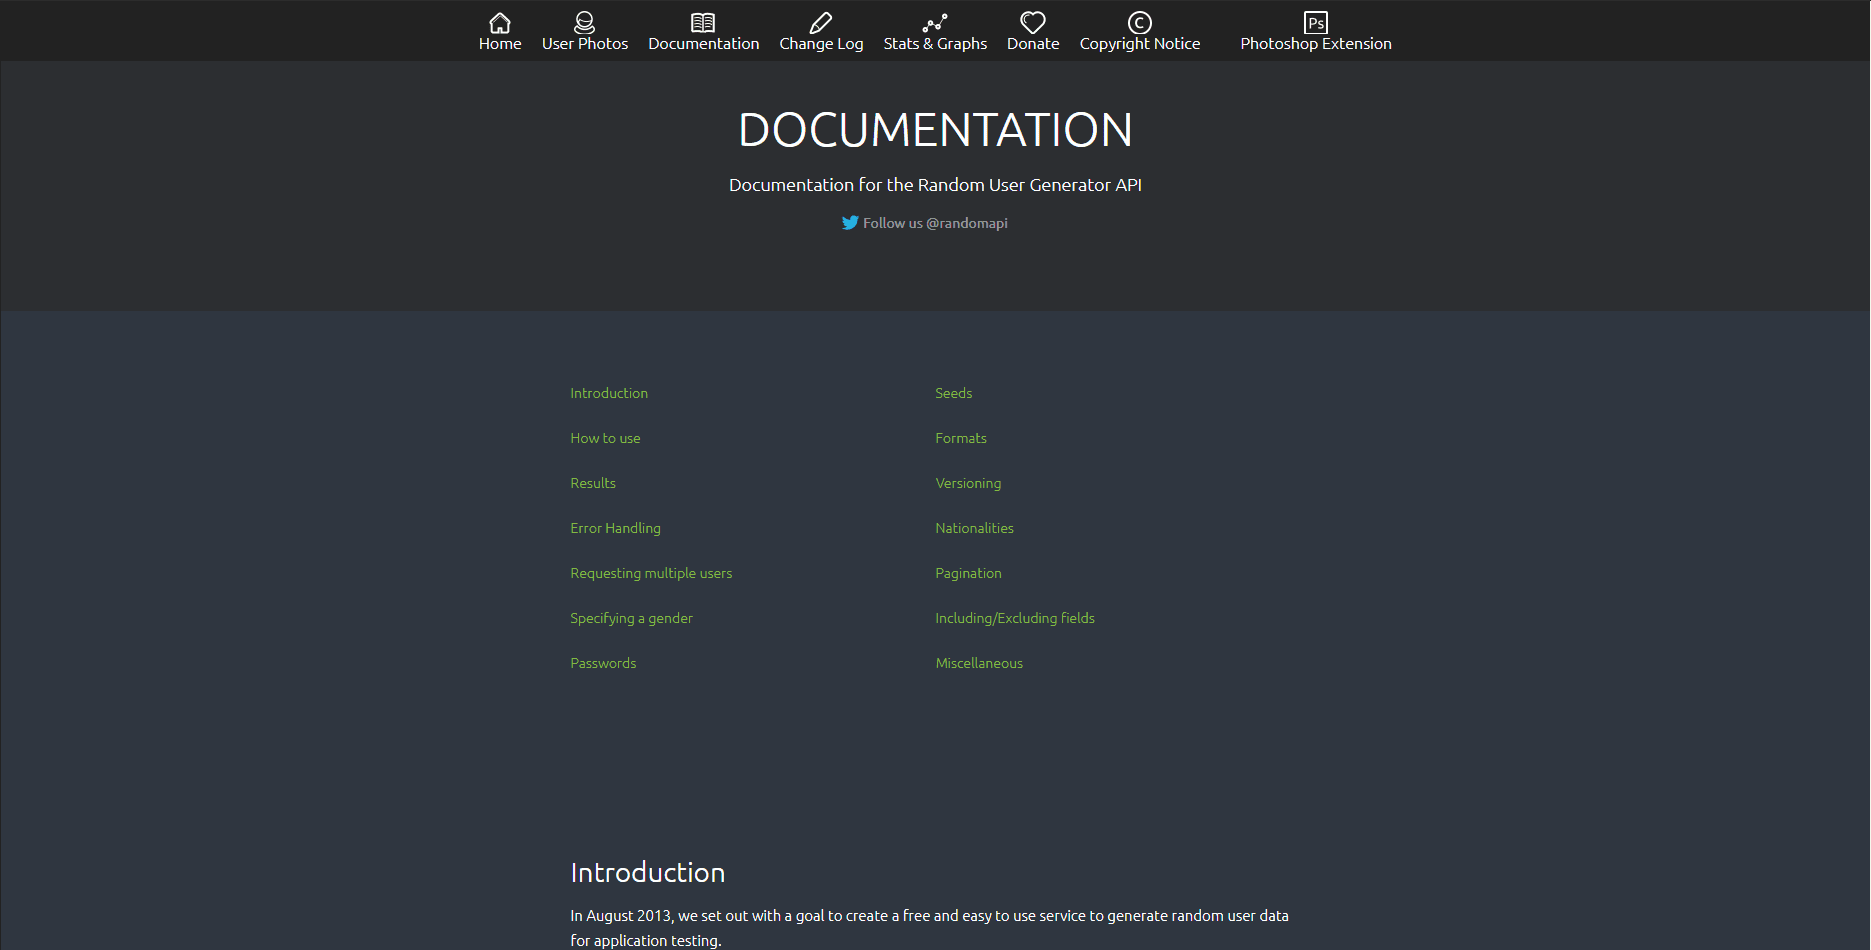 Home User Photos Documentation Change Log Stats & Graphs Donate Copyright Notice Photoshop Extension
Ps
DOCUMENTATION
Documentation for the Random User Generator API
Follow us @randomapi
Introduction
How to use
Results
Error Handling
Requesting multiple users
Specifying a gender
Passwords
Seeds
Formats
Versioning
Nationalities
Pagination
Including/Excluding fields
Miscellaneous
Introduction
In August 2013, we set out with a goal to create a free and easy to use service to generate random user data
for application testing.